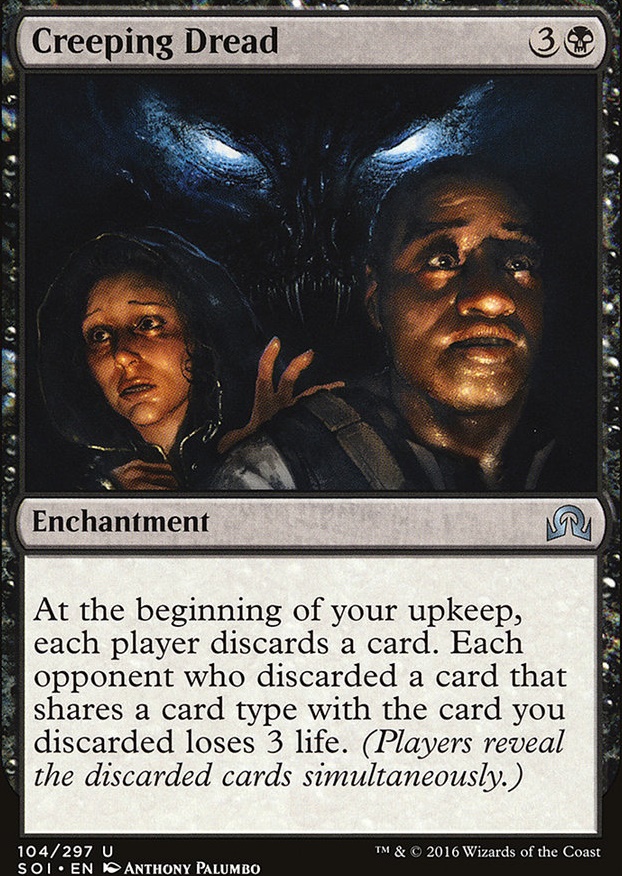 Creeping Dread 3
Enchantment
At the beginning of your upkeep,
each player discards a card. Each
opponent who discarded a card that
shares a card type with the card you
discarded loses 3 life. (Players reveal
the discarded cards simultaneously.)
104/297 U
SOI • EN Anthony Palumbo
™ & © 2016 Wizards of the Coast